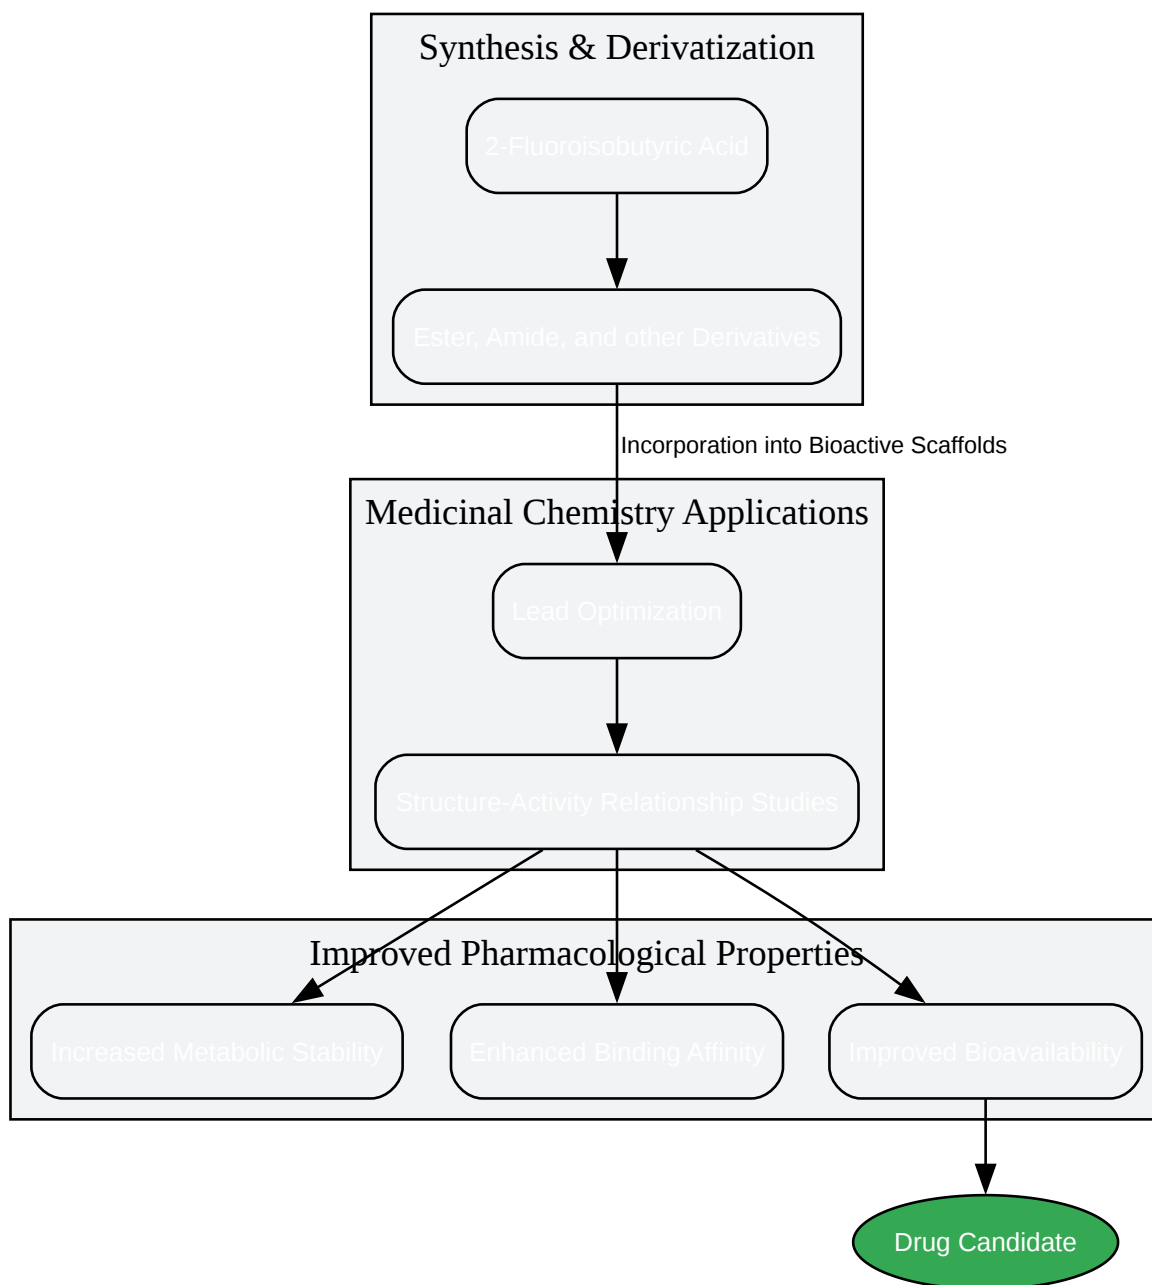 Synthesis & Derivatization
2-Fluoroisobutyric Acid
Ester, Amide, and other Derivatives
Incorporation into Bioactive Scaffolds
Medicinal Chemistry Applications
Lead Optimization
Structure-Activity Relationship Studies
Improved Pharmacological Properties
Increased Metabolic Stability
Enhanced Binding Affinity
Improved Bioavailability
Drug Candidate